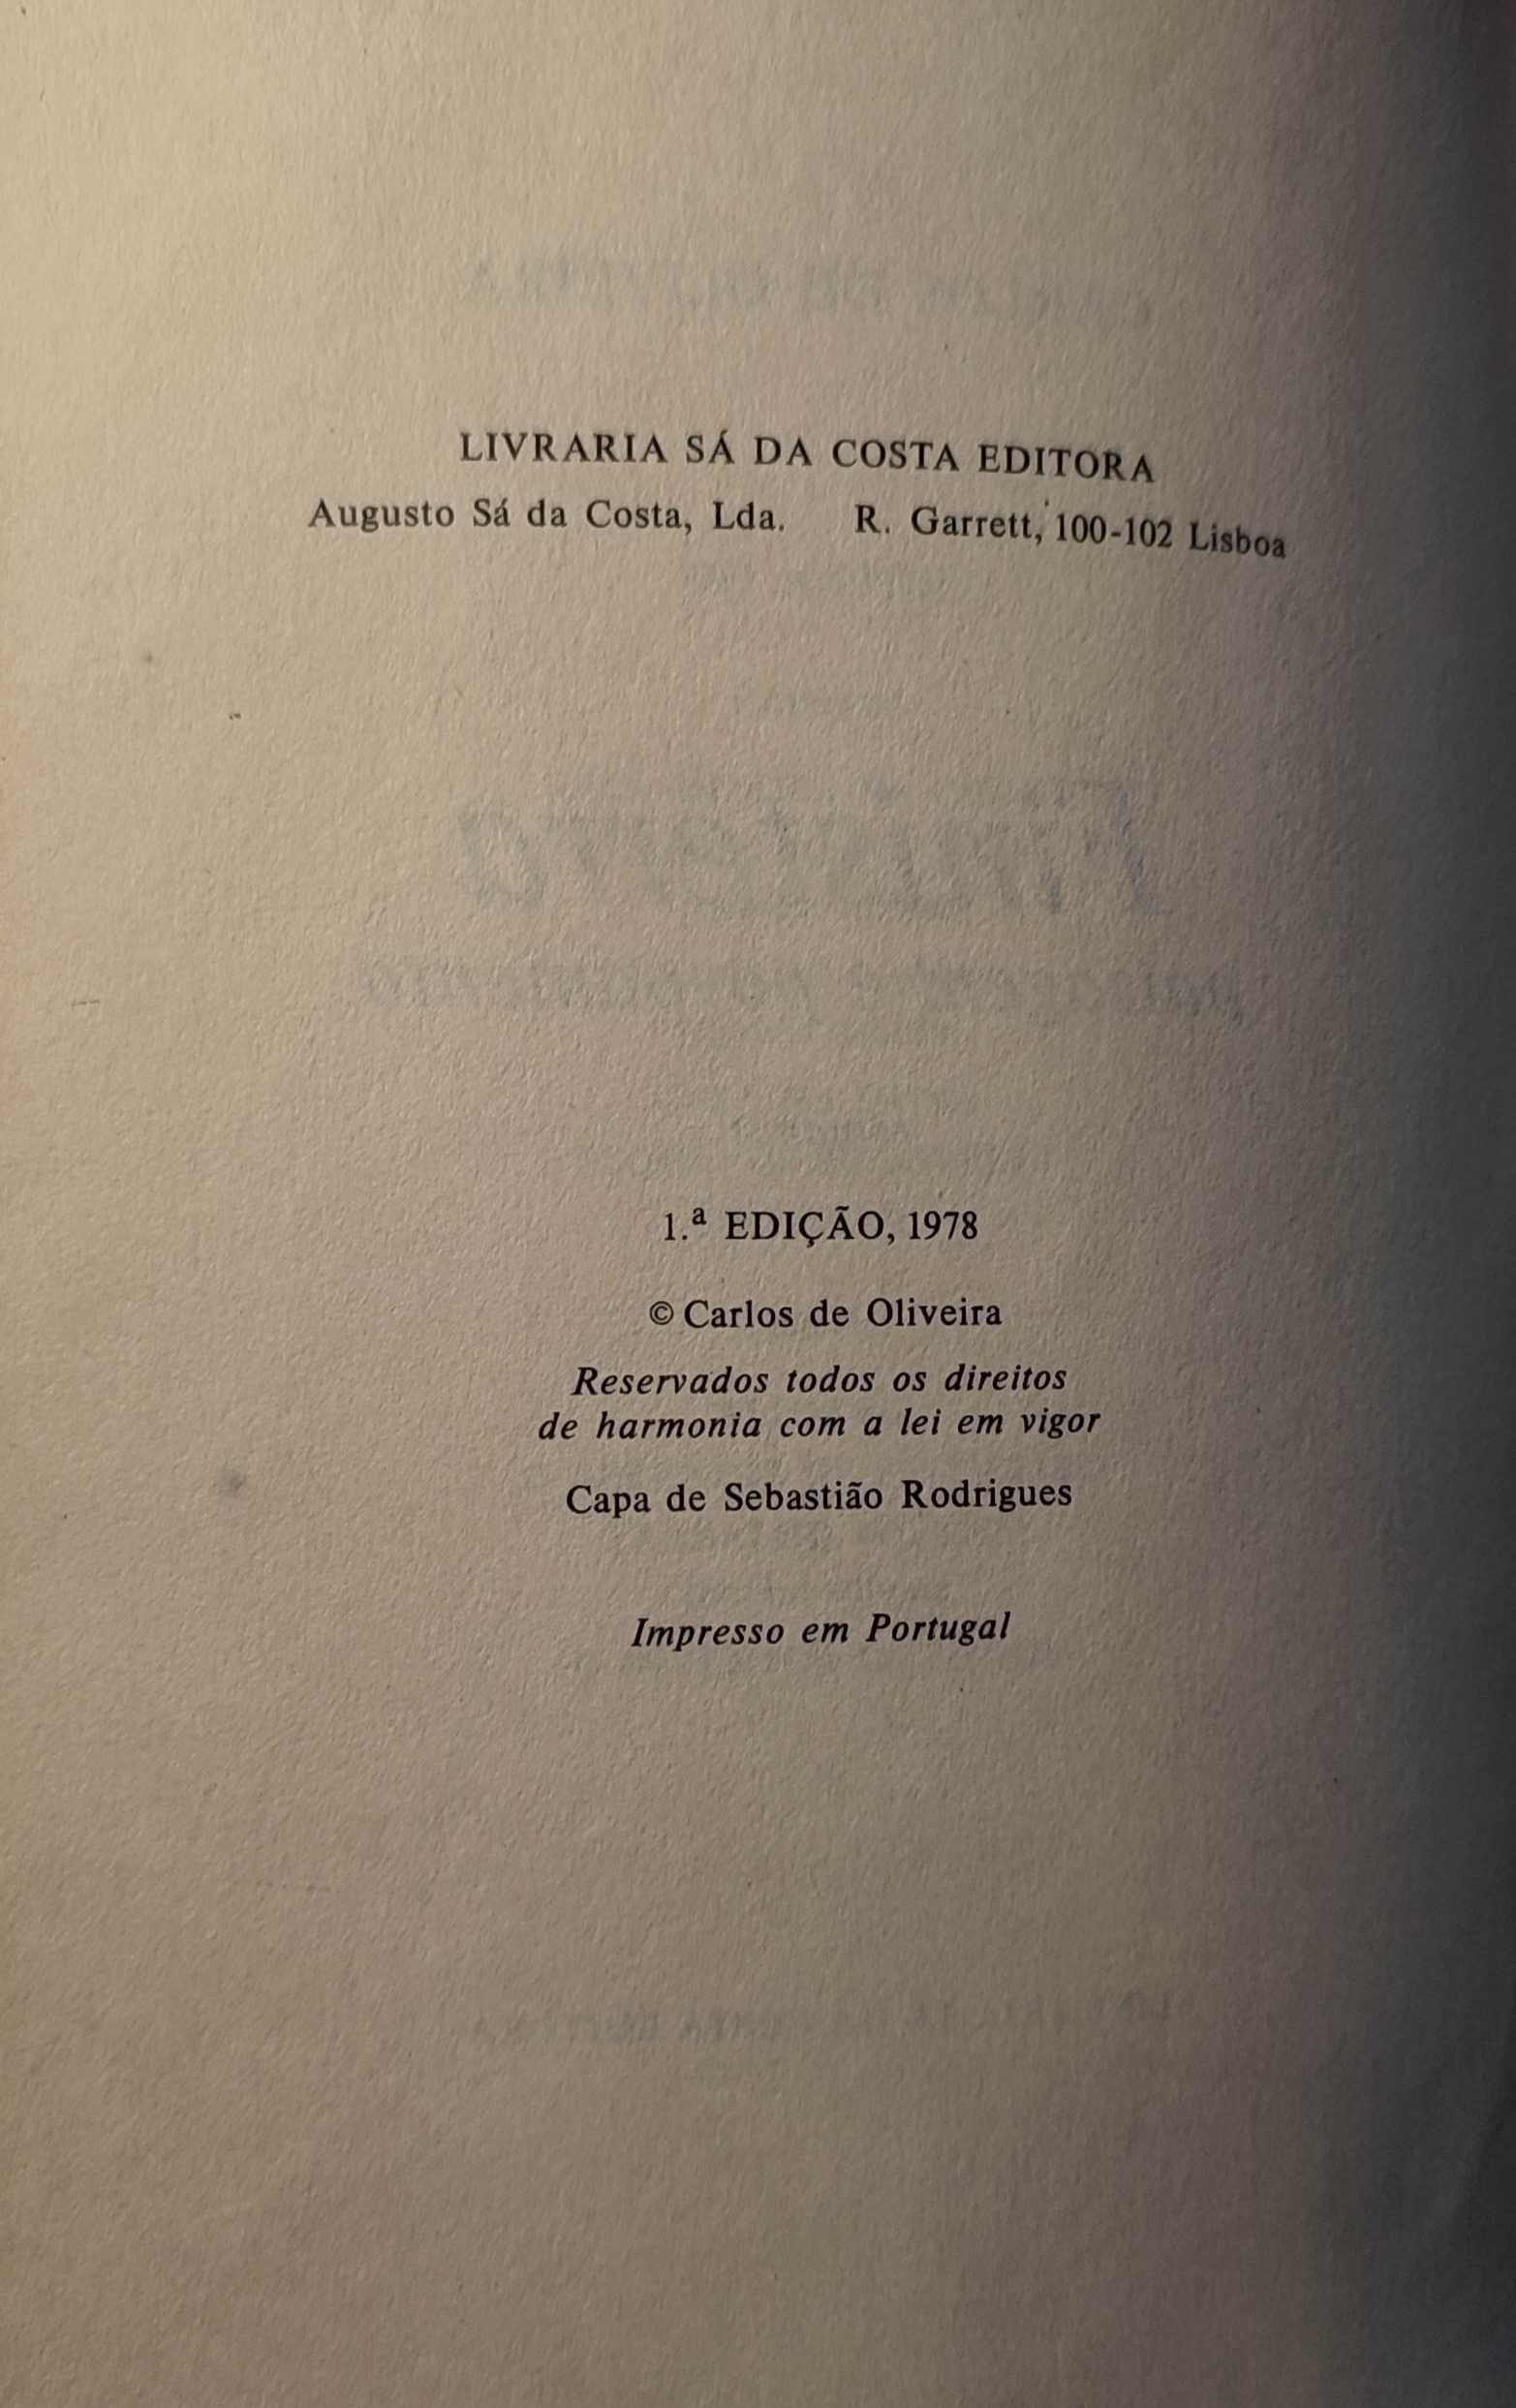 LIVRARIA SÁ DA COSTA EDITORA
Augusto Sá da Costa, Lda. R. Garrett, 100-102 Lisboa
1.ª EDIÇÃO, 1978
© Carlos de Oliveira
Reservados todos os direitos
de harmonia com a lei em vigor
Capa de Sebastião Rodrigues
Impresso em Portugal